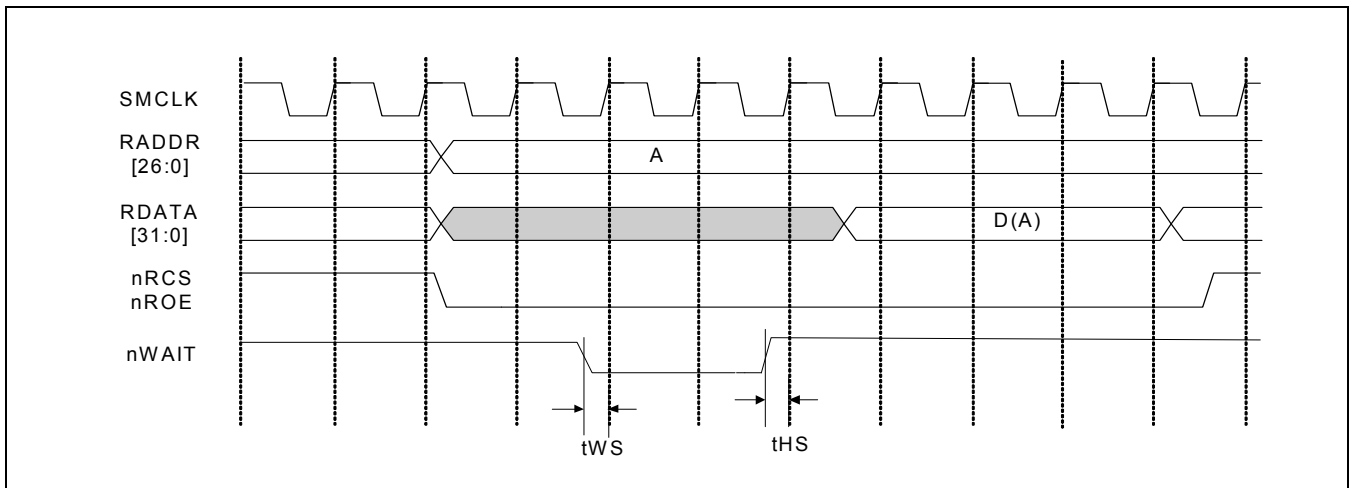 SMCLK
RADDR
[26:0]
A
RDATA
[31:0]
D(A)
nRCS
nROE
nWAIT
tWS
tHS